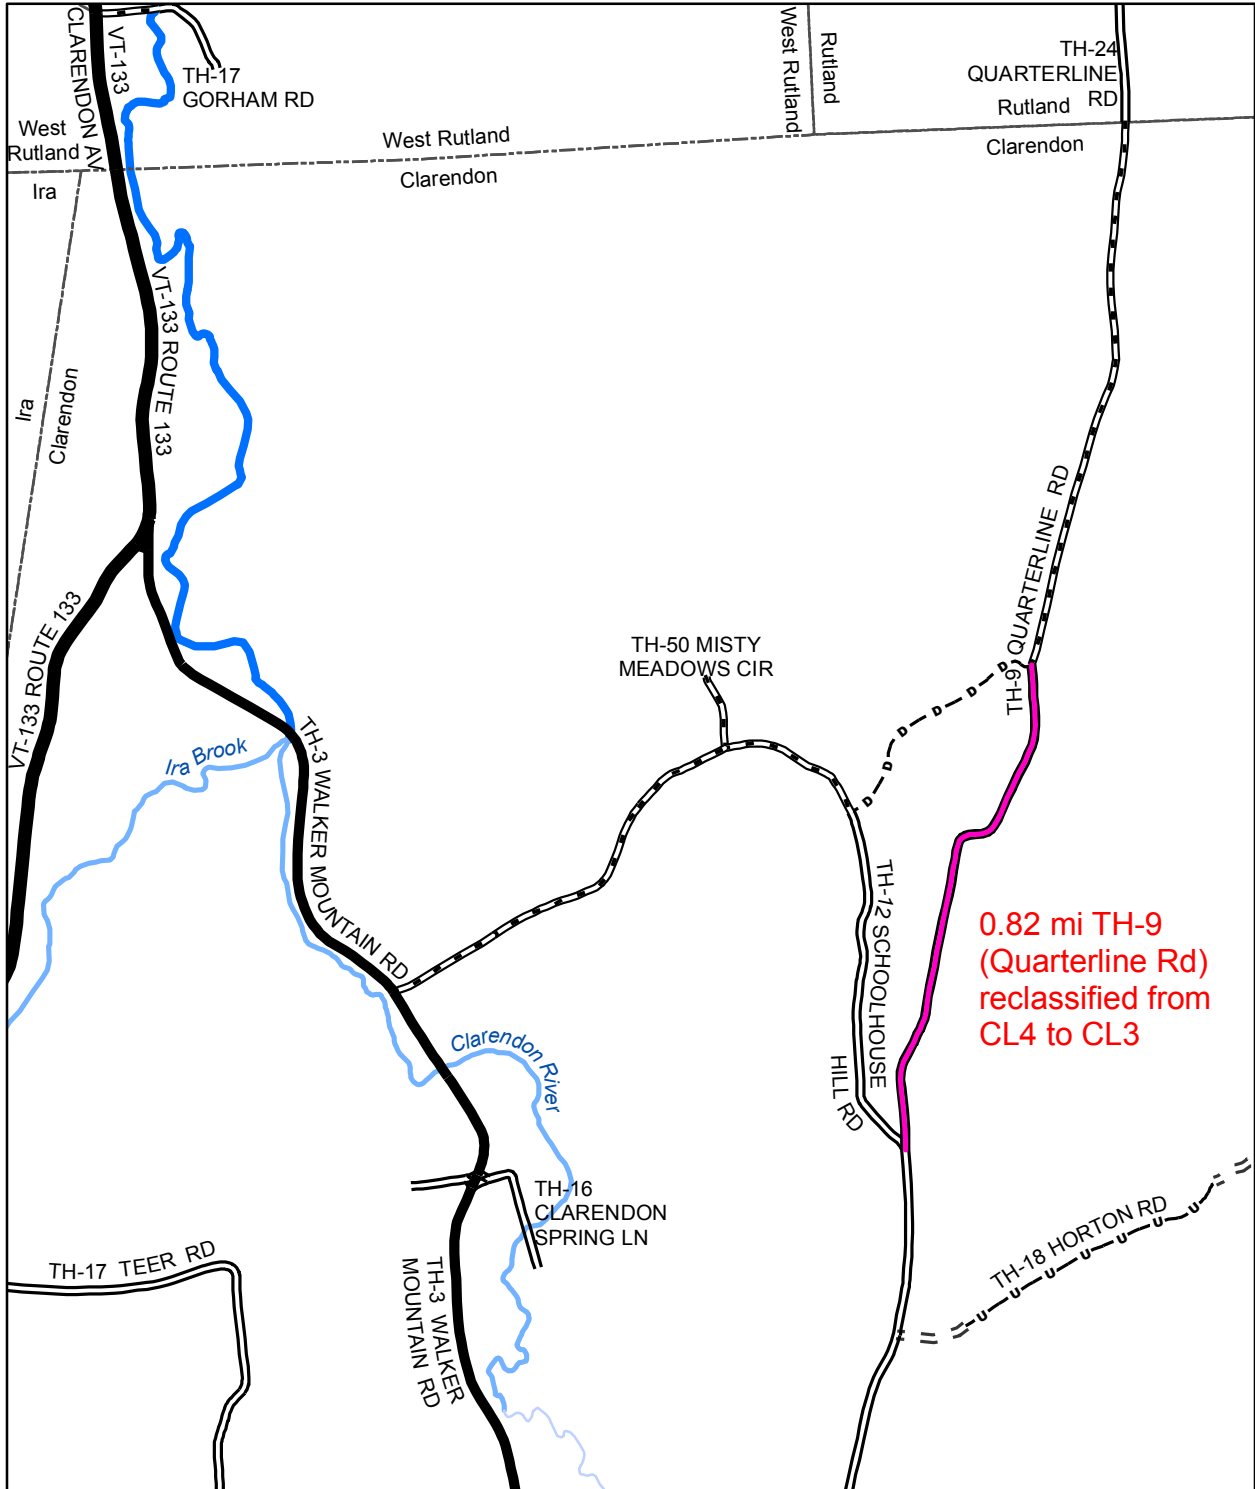 CLARENDON AV
VT-133
TH-17
GORHAM RD
West Rutland
Rutland
TH-24
QUARTERLINE
RD
Rutland
West
Rutland
West Rutland
Clarendon
Clarendon
Ira
VT-133 ROUTE 133
Ira
Clarendon
VT-133 ROUTE 133
TH-50 MISTY
MEADOWS CIR
TH-9 QUARTERLINE RD
Ira Brook
TH-3 WALKER MOUNTAIN RD
TH-12 SCHOOLHOUSE
HILL RD
0.82 mi TH-9
(Quarterline Rd)
reclassified from
CL4 to CL3
Clarendon River
TH-16
CLARENDON
SPRING LN
TH-18 HORTON RD
TH-17 TEER RD
TH-3 WALKER
MOUNTAIN RD
D
D
D
D
D
U
U
U
U
U
U